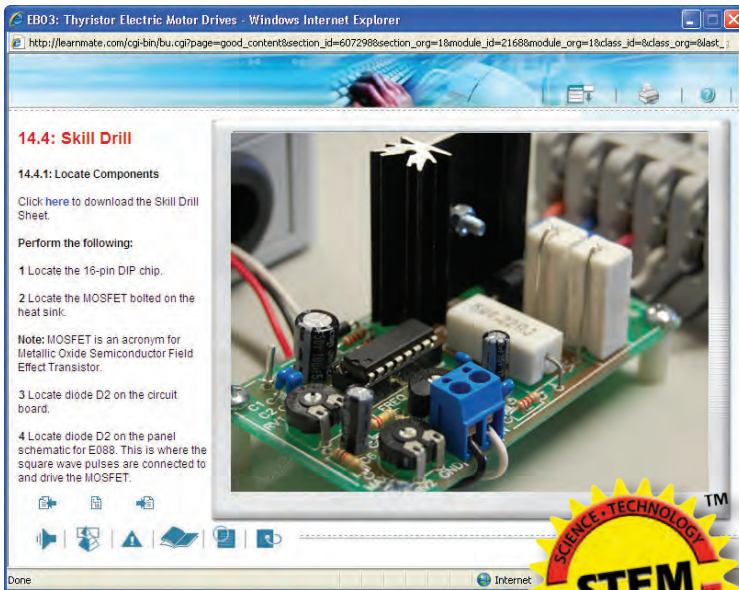 EB03: Thyristor Electric Motor Drives - Windows Internet Explorer
http://learnmate.com/cgi-bin/bu.cgi?page=good_content&section_id=607298&section_org=1&module_id=2168&module_org=1&class_id=&class_org=&last_
14.4: Skill Drill
14.4.1: Locate Components
Click here to download the Skill Drill
Sheet.
Perform the following:
1 Locate the 16-pin DIP chip.
2 Locate the MOSFET bolted on the
heat sink.
Note: MOSFET is an acronym for
Metallic Oxide Semiconductor Field
Effect Transistor.
3 Locate diode D2 on the circuit
board.
4 Locate diode D2 on the panel
schematic for E088. This is where the
square wave pulses are connected to
and drive the MOSFET.
FREQ
GND
Done
Internet
SCIENCE • TECHNOLOGY
TM
STEM